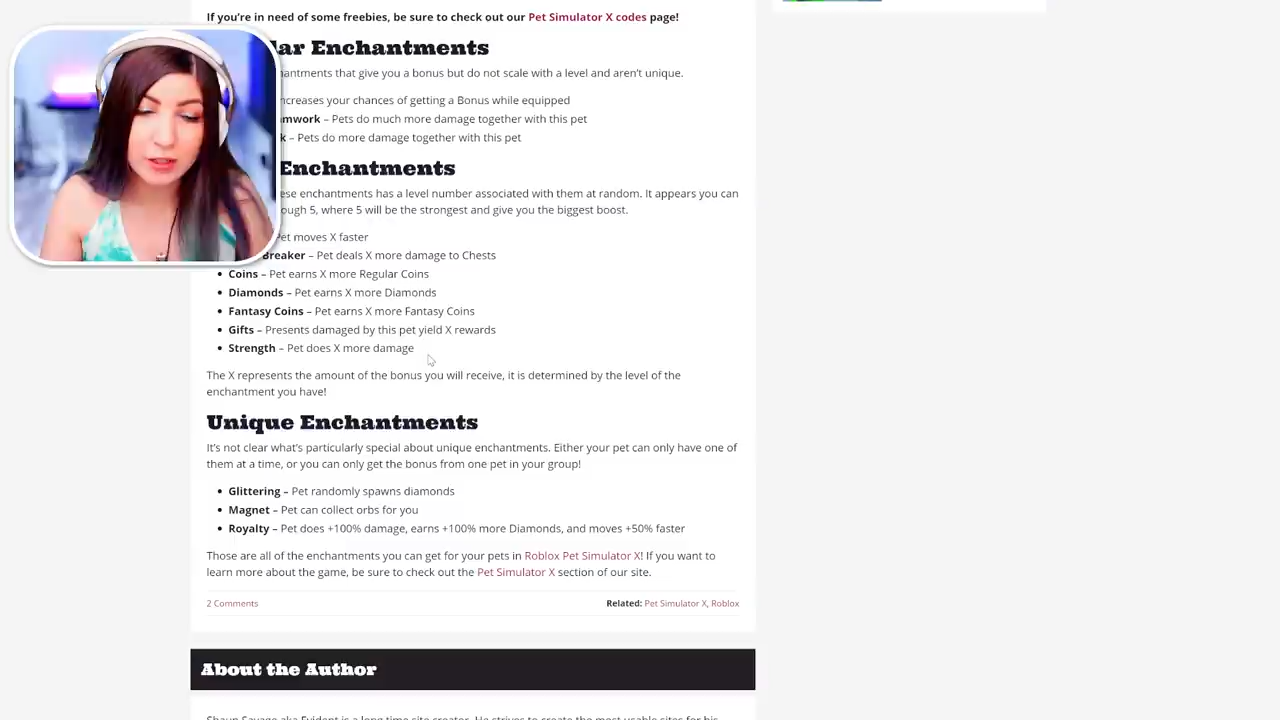 If you're in need of some freebies, be sure to check out our Pet Simulator X codes page!
Enchantments
that give you a bonus but do not scale with a level and aren't unique.
increases your chances of getting a Bonus while equipped
– Pets do much more damage together with this pet
– Pets do more damage together with this pet
Enchantments
enchantments has a level number associated with them at random. It appears you can
5, where 5 will be the strongest and give you the biggest boost.
moves X faster
Breaker – Pet deals X more damage to Chests
• Coins – Pet earns X more Regular Coins
• Diamonds – Pet earns X more Diamonds
• Fantasy Coins – Pet earns X more Fantasy Coins
• Gifts – Presents damaged by this pet yield X rewards
• Strength – Pet does X more damage
The X represents the amount of the bonus you will receive, it is determined by the level of the
enchantment you have!
Unique Enchantments
It's not clear what's particularly special about unique enchantments. Either your pet can only have one of
them at a time, or you can only get the bonus from one pet in your group!
• Glittering – Pet randomly spawns diamonds
• Magnet – Pet can collect orbs for you
• Royalty – Pet does +100% damage, earns +100% more Diamonds, and moves +50% faster
Those are all of the enchantments you can get for your pets in Roblox Pet Simulator X! If you want to
learn more about the game, be sure to check out the Pet Simulator X section of our site.
2 Comments
Related: Pet Simulator X, Roblox
About the Author